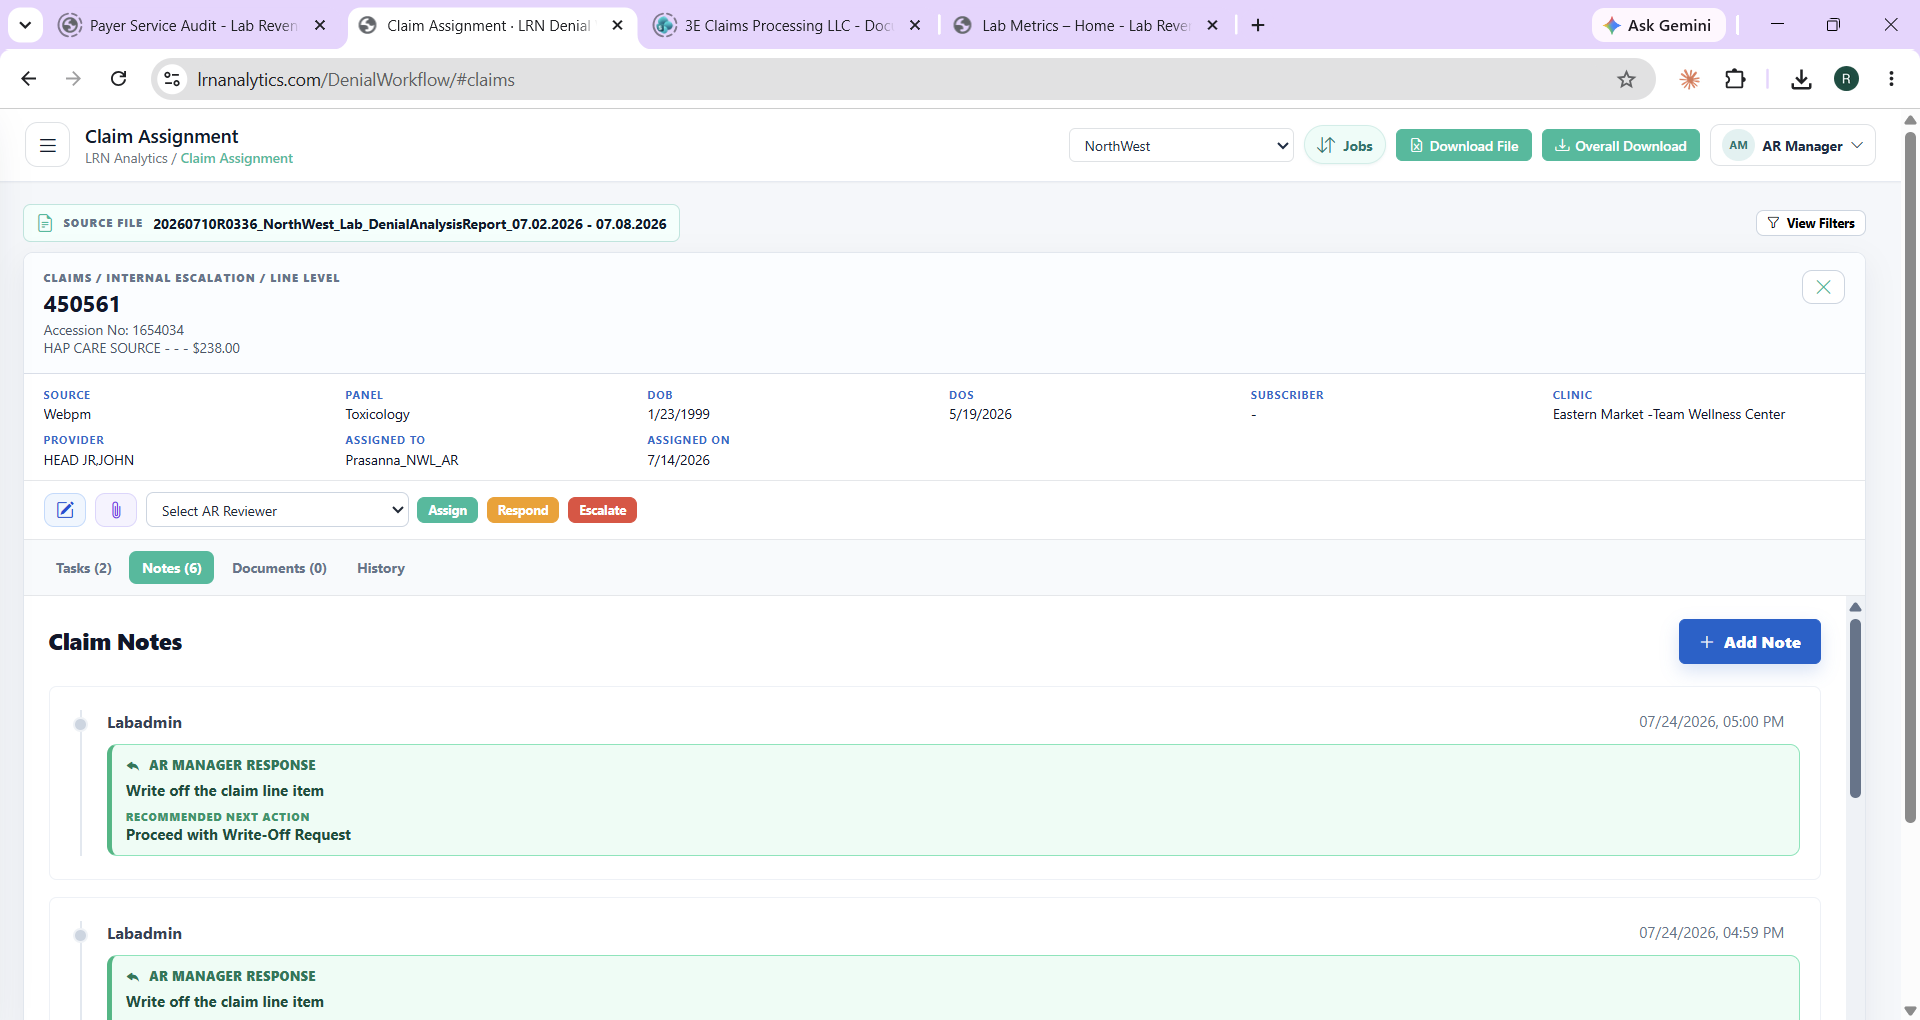 Payer Service Audit - Lab Reven
Claim Assignment · LRN Denial
3E Claims Processing LLC - Doc
Lab Metrics – Home - Lab Reve
Ask Gemini
lrnanalytics.com/DenialWorkflow/#claims
R
Claim Assignment
LRN Analytics / Claim Assignment
NorthWest
Jobs
Download File
Overall Download
AM
AR Manager
SOURCE FILE 20260710R0336_NorthWest_Lab_DenialAnalysisReport_07.02.2026 - 07.08.2026
View Filters
CLAIMS / INTERNAL ESCALATION / LINE LEVEL
450561
Accession No: 1654034
HAP CARE SOURCE - - - $238.00
SOURCE PANEL DOB DOS SUBSCRIBER CLINIC
Webpm Toxicology 1/23/1999 5/19/2026 - Eastern Market -Team Wellness Center
PROVIDER ASSIGNED TO ASSIGNED ON
HEAD JR,JOHN Prasanna_NWL_AR 7/14/2026
Select AR Reviewer Assign Respond Escalate
Tasks (2) Notes (6) Documents (0) History
Claim Notes
+ Add Note
Labadmin 07/24/2026, 05:00 PM
AR MANAGER RESPONSE
Write off the claim line item
RECOMMENDED NEXT ACTION
Proceed with Write-Off Request
Labadmin 07/24/2026, 04:59 PM
AR MANAGER RESPONSE
Write off the claim line item